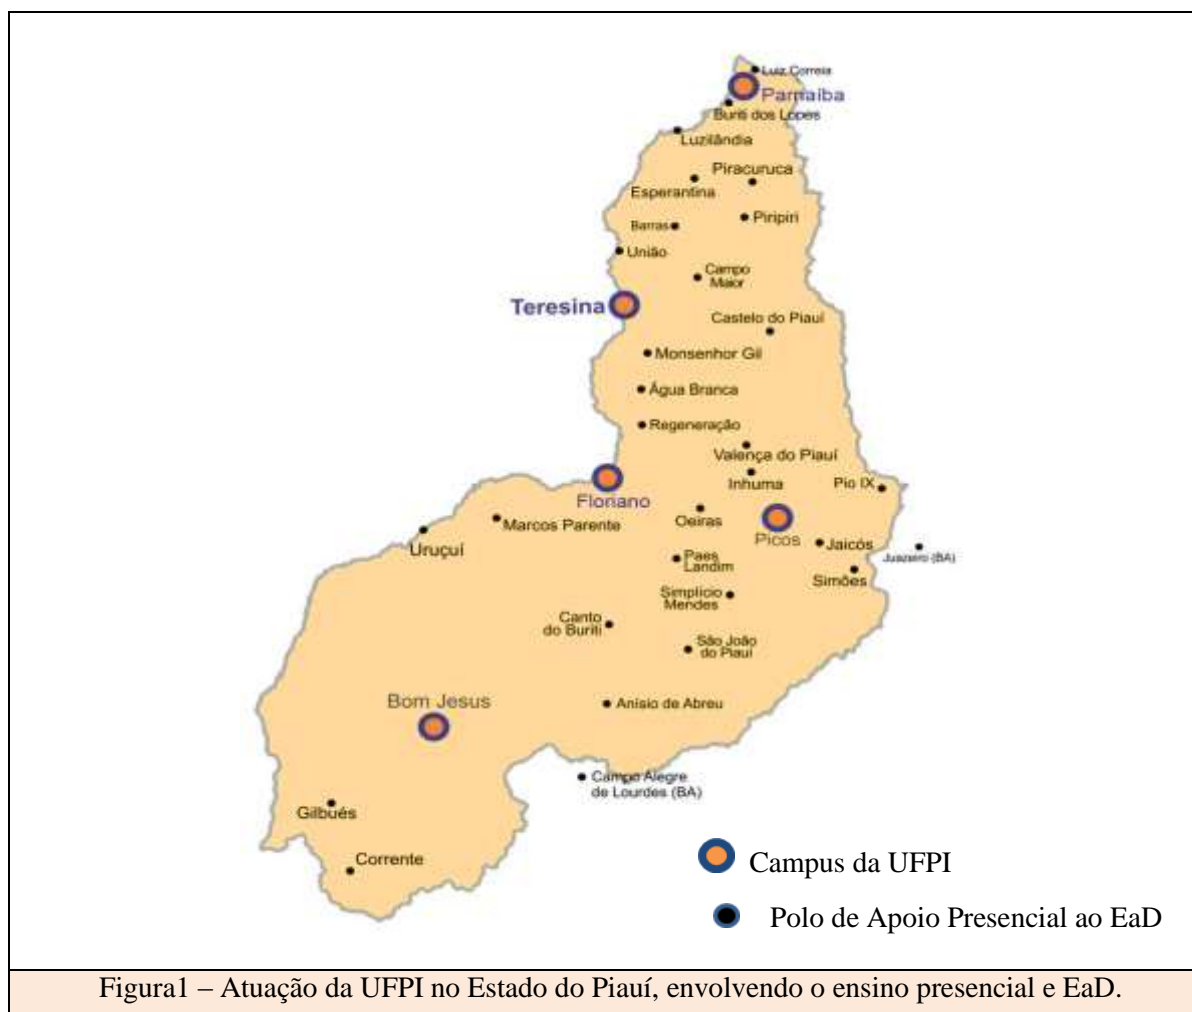 Luiz Correia
Parnaiba
Buriti dos Lopes
Luzilândia
Piracuruca
Esperantina
Piripiri
Barras
União
Campo
Maior
Teresina
Castelo do Piauí
Monsenhor Gil
Água Branca
Regeneração
Valença do Piauí
Inhuma
Pio IX
Floriano
Oeiras
Marcos Parente
Picos
Uruçuí
Jaicós
Juazeiro (BA)
Paes
Landim
Simões
Simplício
Mendes
Canto
do Buriti
São João
do Piauí
Bom Jesus
Anísio de Abreu
Campo Alegre
de Lourdes (BA)
Gilbués
Corrente
Campus da UFPI
Polo de Apoio Presencial ao EaD
Figura1 – Atuação da UFPI no Estado do Piauí, envolvendo o ensino presencial e EaD.